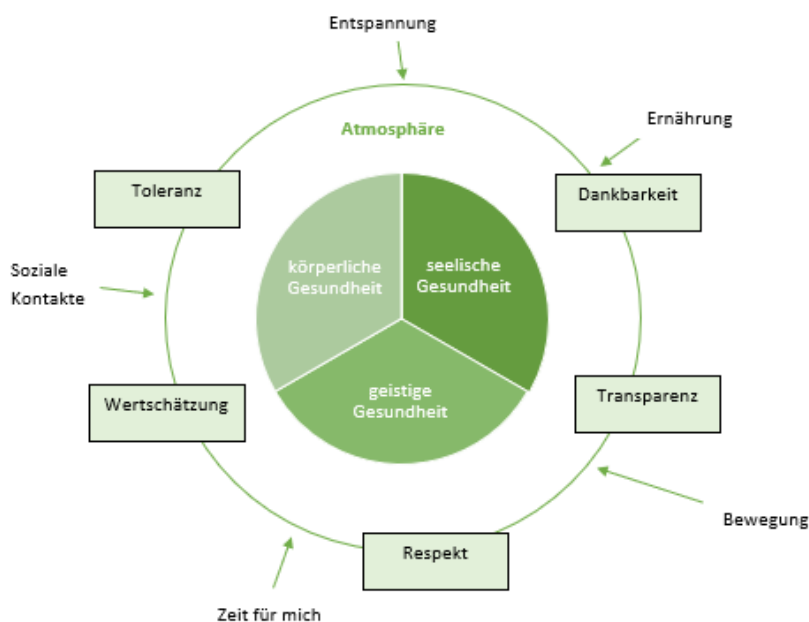 Entspannung
Ernährung
Atmosphäre
Toleranz
Dankbarkeit
körperliche
Gesundheit
seelische
Gesundheit
Soziale
Kontakte
geistige
Gesundheit
Wertschätzung
Transparenz
Bewegung
Respekt
Zeit für mich